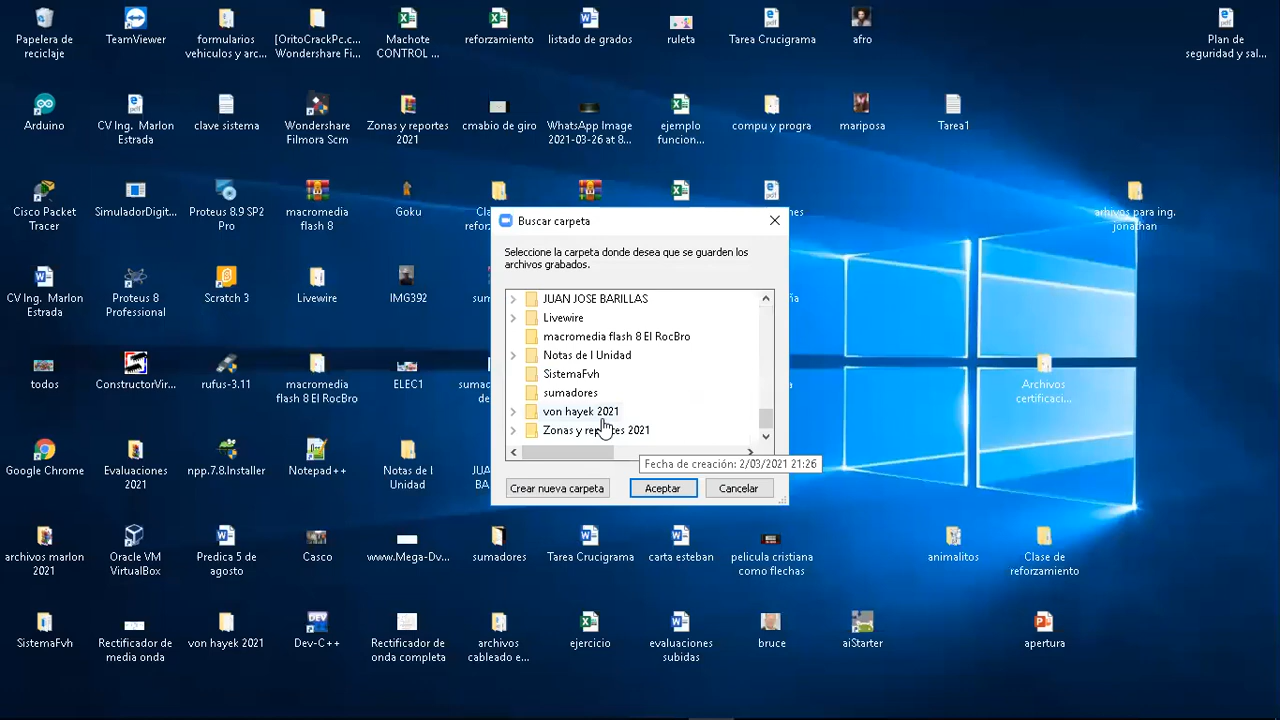 Papelera de
reciclaje
TeamViewer
formularios
vehiculos y arc...
[OritoCrackPc.c...
Wondershare Fi...
Machote
CONTROL ...
reforzamiento
listado de grados
ruleta
Tarea Crucigrama
afro
Plan de
seguridad y sal...
Arduino
CV Ing. Marlon
Estrada
clave sistema
Wondershare
Filmora Scrn
Zonas y reportes
2021
cmabio de giro
WhatsApp Image
2021-03-26 at 8...
ejemplo
funcion...
compu y progra
mariposa
Tarea1
Cisco Packet
Tracer
SimuladorDigit...
Proteus 8.9 SP2
Pro
macromedia
flash 8
Goku
arhivos para ing.
jonathan
CV Ing. Marlon
Estrada
Proteus 8
Professional
Scratch 3
Livewire
IMG392
todos
ConstructorVir...
rufus-3.11
macromedia
flash 8 El RocBro
ELEC1
Archivos
certificaci...
Google Chrome
Evaluaciones
2021
npp.7.8.Installer
Notepad++
Notas de I
Unidad
archivos marlon
2021
Oracle VM
VirtualBox
Predica 5 de
agosto
Casco
www.Mega-Dv...
sumadores
Tarea Crucigrama
carta esteban
pelicula cristiana
como flechas
animalitos
Clase de
reforzamiento
SistemaFvh
Rectificador de
media onda
von hayek 2021
Dev-C++
Rectificador de
onda completa
archivos
cableado e...
ejercicio
evaluaciones
subidas
bruce
aiStarter
apertura
Buscar carpeta
Seleccione la carpeta donde desea que se guarden los
archivos grabados.
JUAN JOSE BARILLAS
Livewire
macromedia flash 8 El RocBro
Notas de I Unidad
SistemaFvh
sumadores
von hayek 2021
Zonas y 2021
Fecha de creación: 2/03/2021 21:26
Crear nueva carpeta
Aceptar
Cancelar